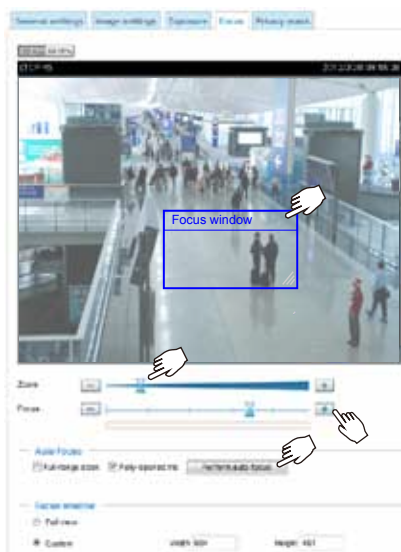 General settings Image settings Exposure Focus Privacy mask
Focus window
Zoom
Focus
Auto Focus
Full-range scan Fully-opened iris Perform auto focus
Focus window
Full view
Custom Width Height